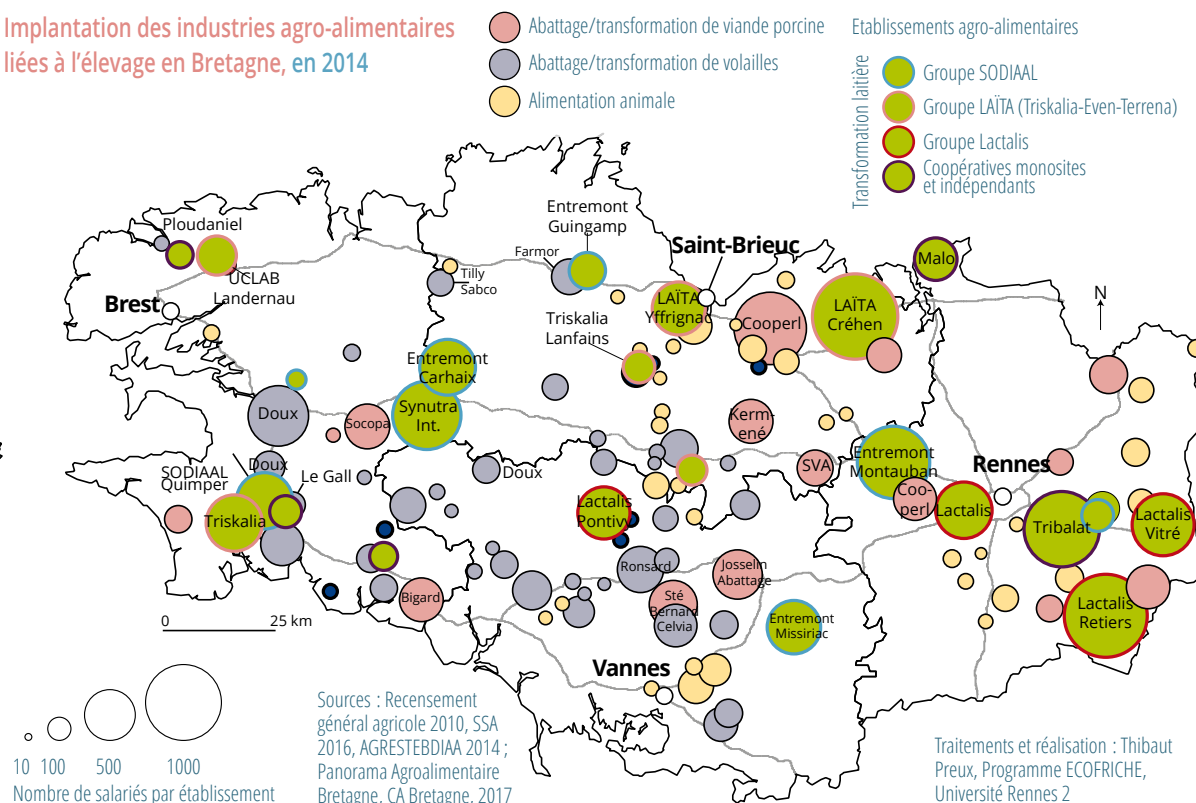 Implantation des industries agro-alimentaires
liées à l'élevage en Bretagne, en 2014
Abattage/transformation de viande porcine
Abattage/transformation de volailles
Alimentation animale
Etablissements agro-alimentaires
Transformation laitière
Groupe SODIAAL
Groupe LAÏTA (Triskalia-Even-Terrena)
Groupe Lactalis
Coopératives monosites
et indépendants
Ploudaniel
UCLAB
Landernau
Brest
Entremont
Guingamp
Farmor
Tilly
Sabco
Saint-Brieuc
LAÏTA
Yffrignac
Triskalia
Lanfains
Cooperl
LAÏTA
Créhen
Malo
N
Entremont
Carhaix
Synutra
Int.
Doux
Socopa
Kerm-
ené
SVA
Entremont
Montauban
Rennes
Coo-
perl
Lactalis
Tribalat
Lactalis
Vitré
Lactalis
Retiers
SODIAAL
Quimper
Doux
Le Gall
Triskalia
Doux
Lactalis
Pontivy
Ronsard
Josselin
Abattage
Sté
Bernard
Celvia
Entremont
Missiriac
Bigard
Vannes
0 25 km
10 100 500 1000
Nombre de salariés par établissement
Sources : Recensement
général agricole 2010, SSA
2016, AGRESTEBDIAA 2014 ;
Panorama Agroalimentaire
Bretagne, CA Bretagne, 2017
Traitements et réalisation : Thibaut
Preux, Programme ECOFRICHE,
Université Rennes 2